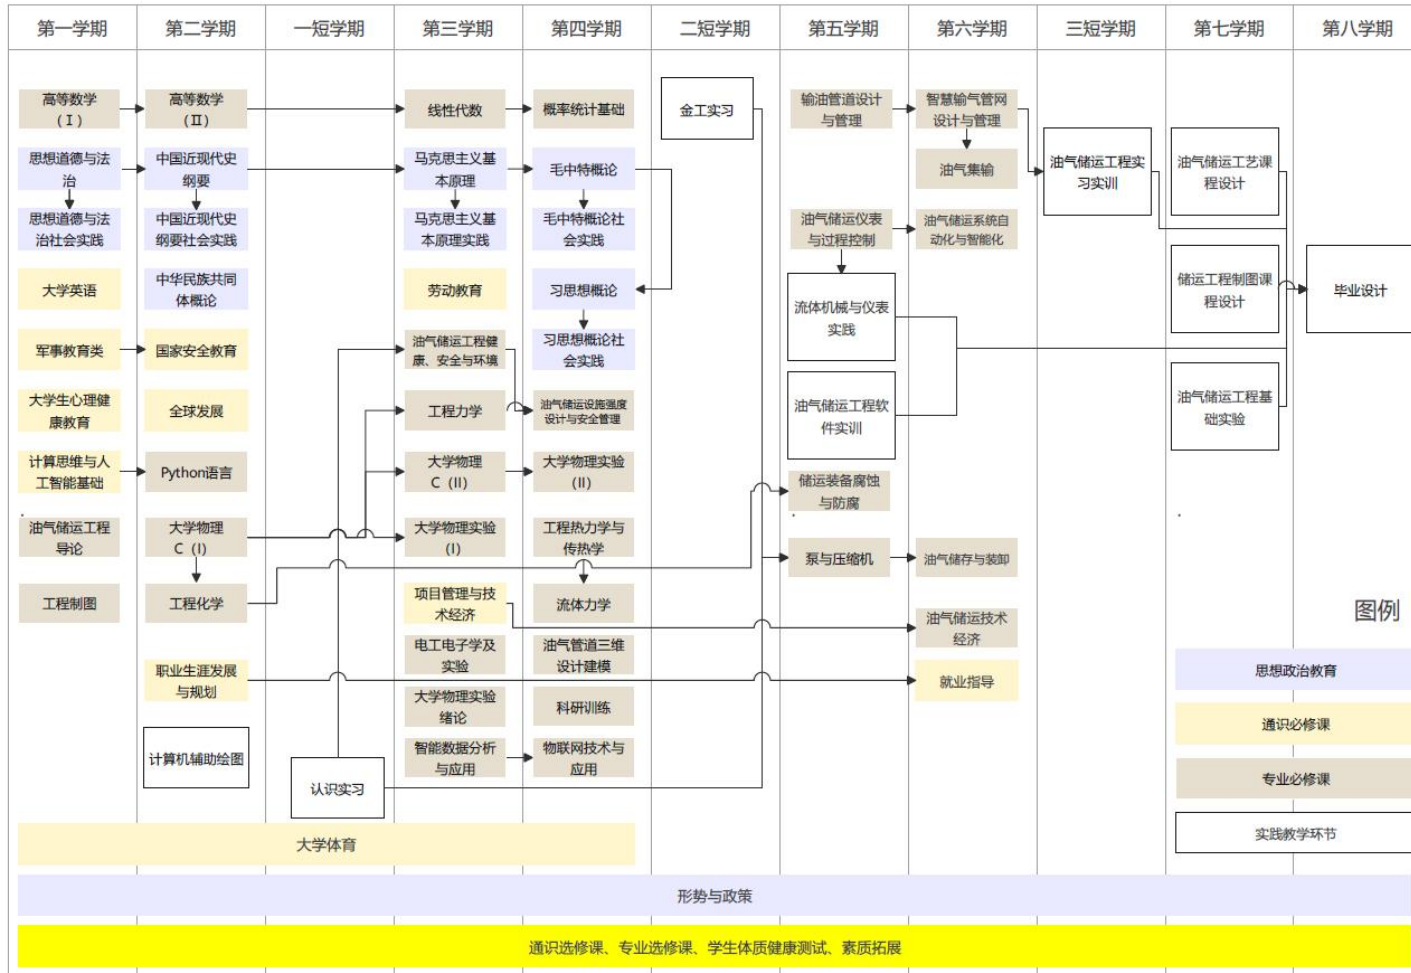 第一学期
第二学期
一短学期
第三学期
第四学期
二短学期
第五学期
第六学期
三短学期
第七学期
第八学期
高等数学
(Ⅰ)
高等数学
(Ⅱ)
线性代数
概率统计基础
金工实习
输油管道设计
与管理
智慧输气管网
设计与管理
思想道德与法
治
中国近现代史
纲要
马克思主义基
本原理
毛中特概论
油气集输
油气储运工程实
习实训
油气储运工艺课
程设计
思想道德与法
治社会实践
中国近现代史
纲要社会实践
马克思主义基
本原理实践
毛中特概论社
会实践
油气储运仪表
与过程控制
油气储运系统自
动化与智能化
大学英语
中华民族共同
体概论
劳动教育
习思想概论
流体机械与仪表
实践
储运工程制图课
程设计
毕业设计
军事教育类
国家安全教育
油气储运工程健
康、安全与环境
习思想概论社
会实践
大学生心理健
康教育
全球发展
工程力学
油气储运设施强度
设计与安全管理
油气储运工程软
件实训
油气储运工程基
础实验
计算思维与人
工智能基础
Python语言
大学物理
C(II)
大学物理实验
(II)
储运装备腐蚀
与防腐
油气储运工程
导论
大学物理
C(I)
大学物理实验
(I)
工程热力学与
传热学
泵与压缩机
油气储存与装卸
工程制图
工程化学
项目管理与技
术经济
流体力学
油气储运技术
经济
图例
电工电子学及
实验
油气管道三维
设计建模
思想政治教育
职业生涯发展
与规划
就业指导
大学物理实验
绪论
科研训练
通识必修课
计算机辅助绘图
智能数据分析
与应用
物联网技术与
应用
专业必修课
认识实习
实践教学环节
大学体育
形势与政策
通识选修课、专业选修课、学生体质健康测试、素质拓展